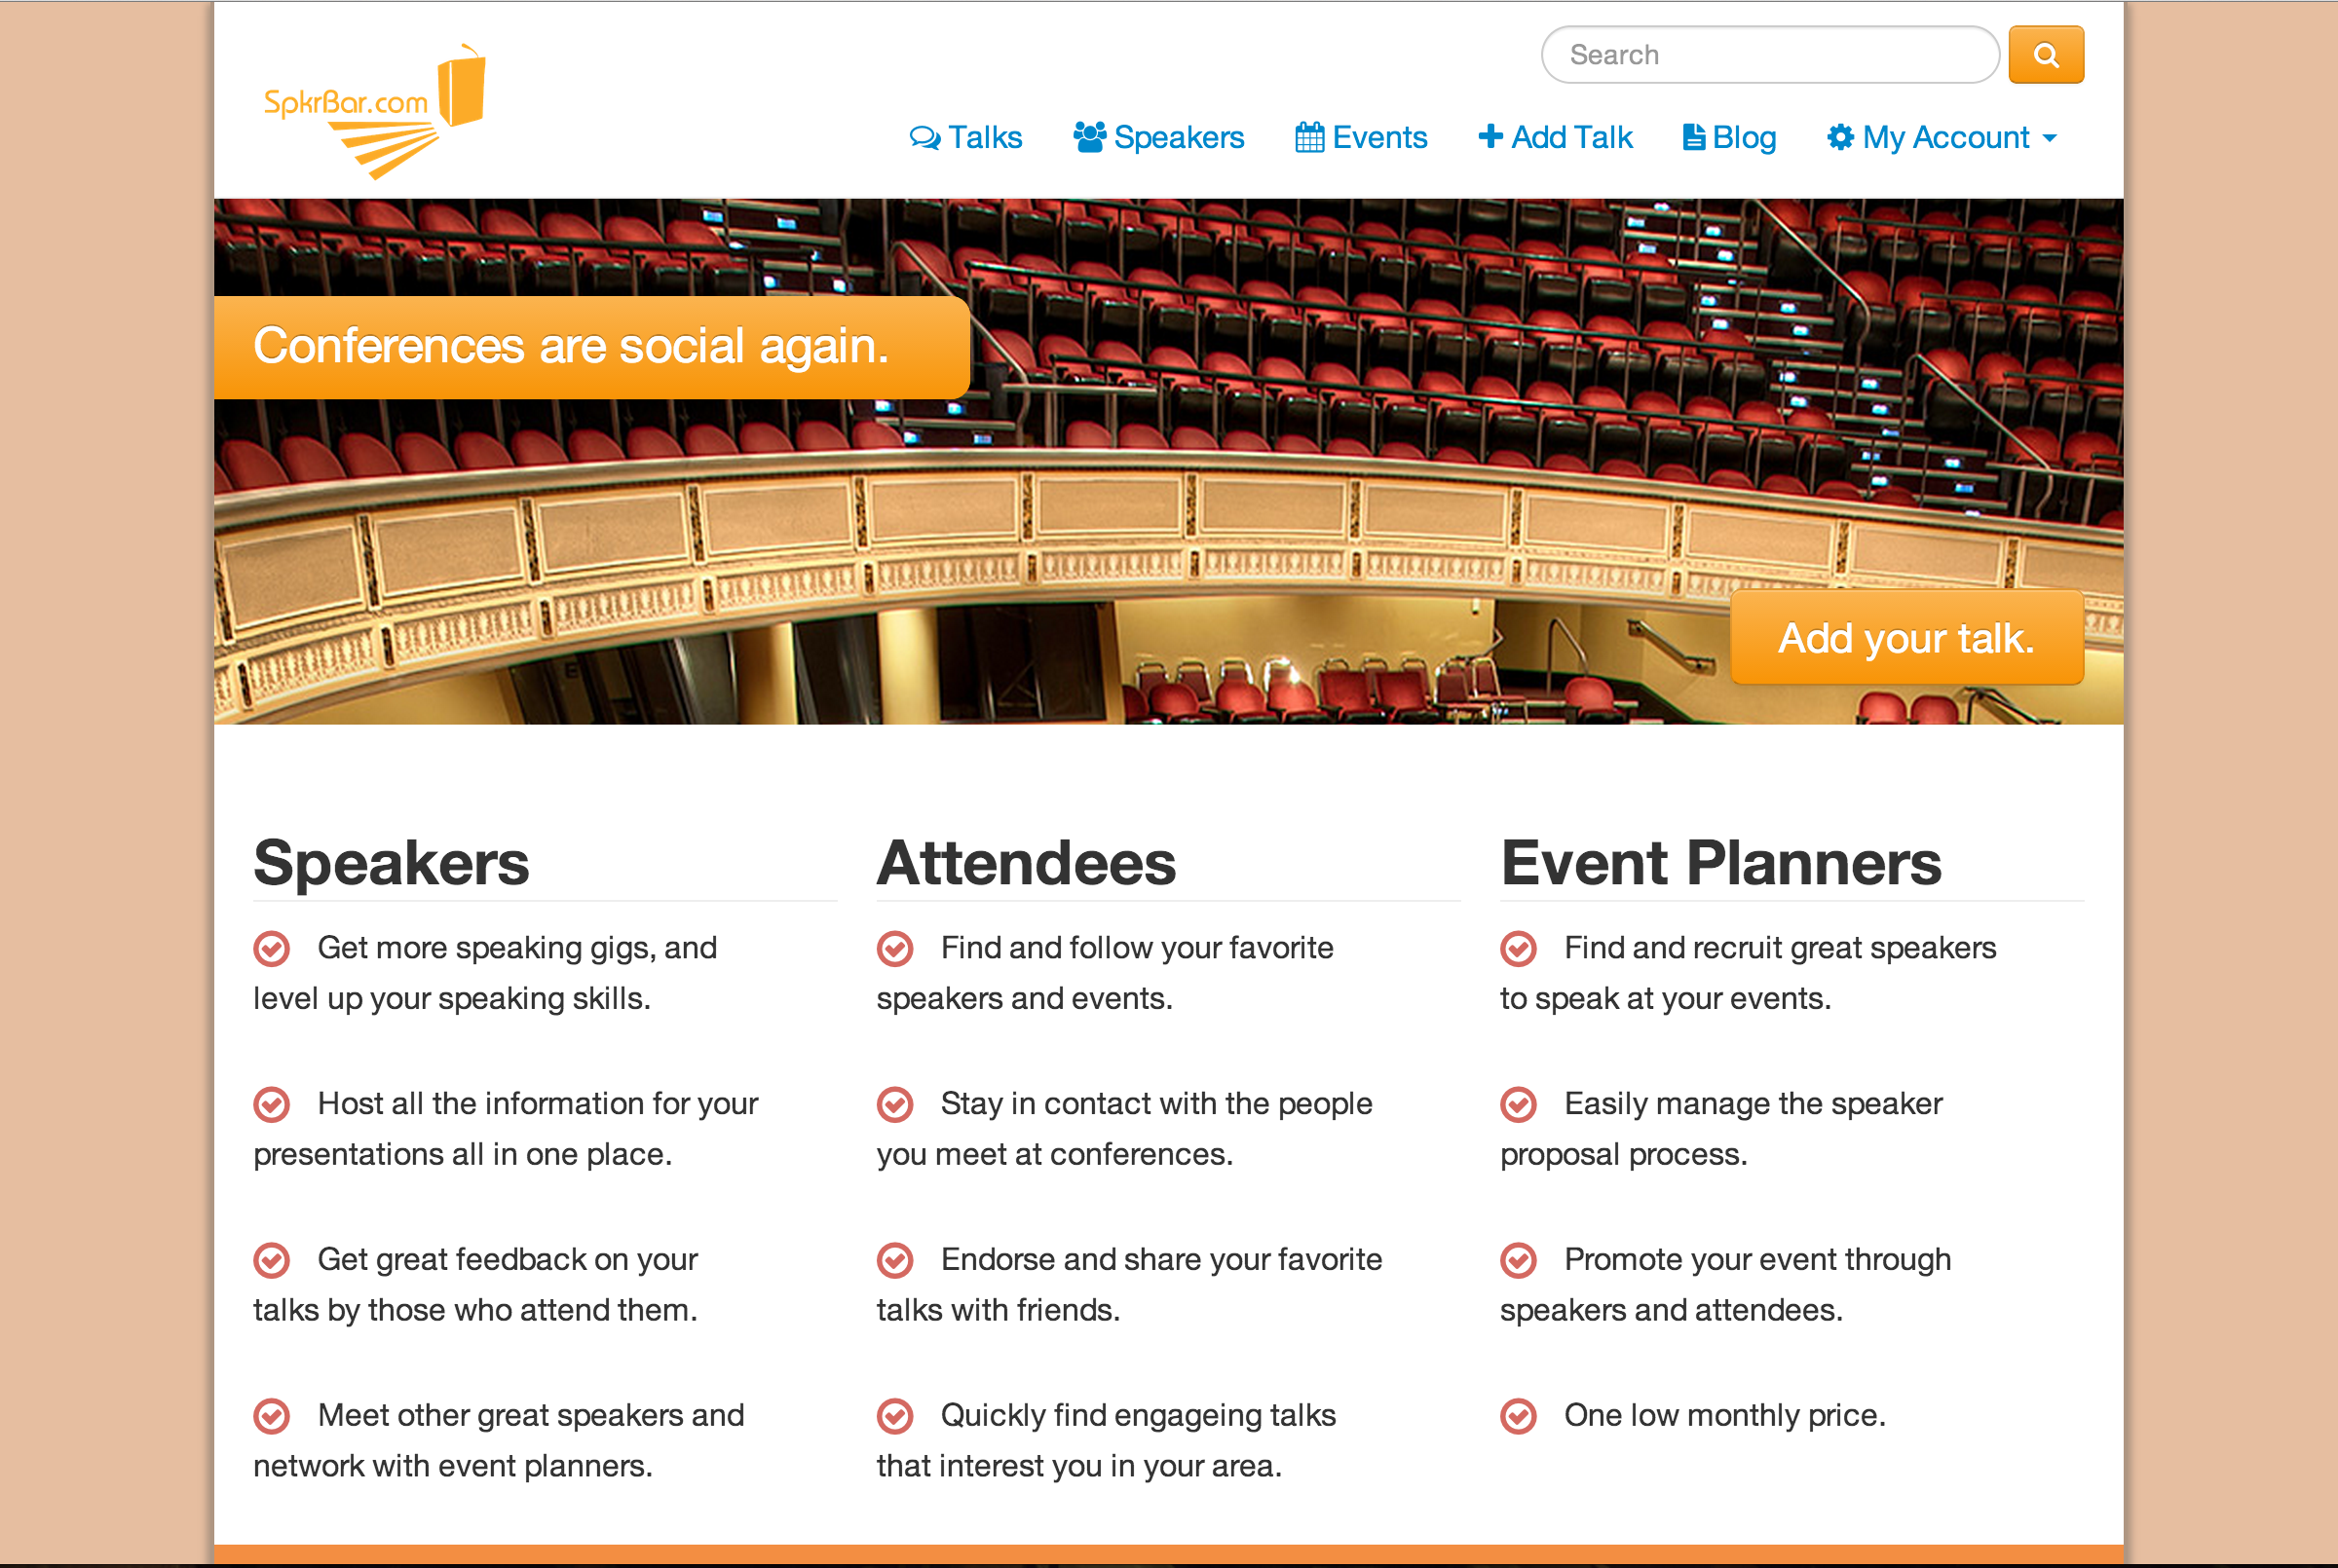 SpkrBar.com
Search
Talks
Speakers
Events
Add Talk
Blog
My Account
Conferences are social again.
Add your talk.
Speakers
Get more speaking gigs, and
level up your speaking skills.
Host all the information for your
presentations all in one place.
Get great feedback on your
talks by those who attend them.
Meet other great speakers and
network with event planners.
Attendees
Find and follow your favorite
speakers and events.
Stay in contact with the people
you meet at conferences.
Endorse and share your favorite
talks with friends.
Quickly find engageing talks
that interest you in your area.
Event Planners
Find and recruit great speakers
to speak at your events.
Easily manage the speaker
proposal process.
Promote your event through
speakers and attendees.
One low monthly price.